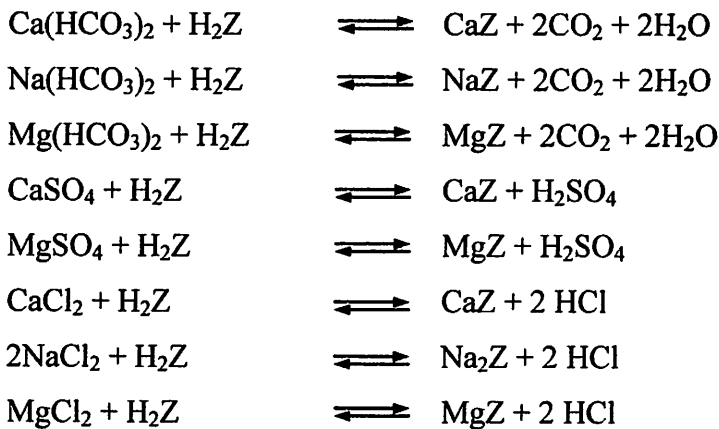 Ca(HCO₃)₂ + H₂Z ⇌ CaZ + 2CO₂ + 2H₂O
Na(HCO₃)₂ + H₂Z ⇌ NaZ + 2CO₂ + 2H₂O
Mg(HCO₃)₂ + H₂Z ⇌ MgZ + 2CO₂ + 2H₂O
CaSO₄ + H₂Z ⇌ CaZ + H₂SO₄
MgSO₄ + H₂Z ⇌ MgZ + H₂SO₄
CaCl₂ + H₂Z ⇌ CaZ + 2 HCl
2NaCl₂ + H₂Z ⇌ Na₂Z + 2 HCl
MgCl₂ + H₂Z ⇌ MgZ + 2 HCl